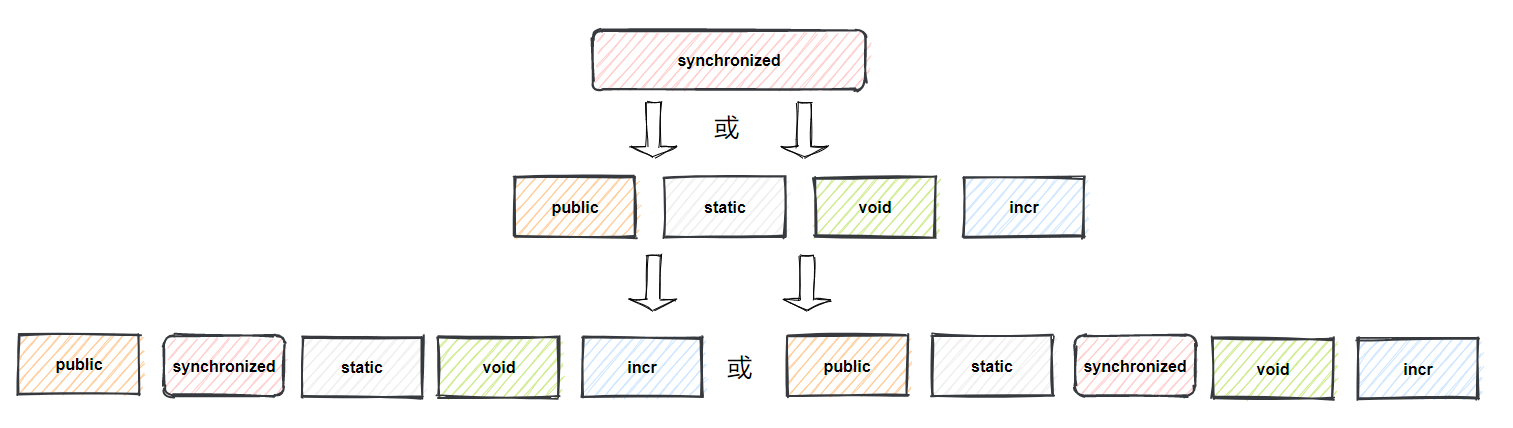 synchronized
或
public static void incr
public synchronized static void incr 或 public static synchronized void incr